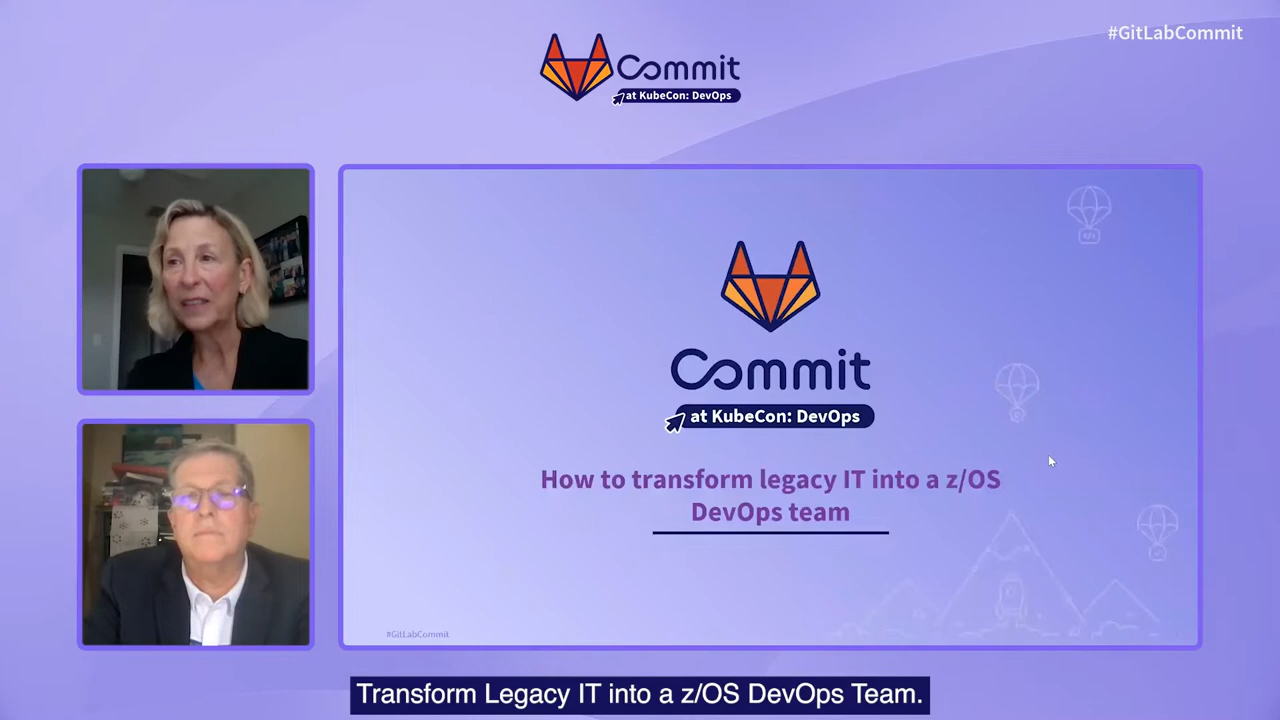 #GitLabCommit
Commit
at KubeCon: DevOps
Commit
at KubeCon: DevOps
How to transform legacy IT into a z/OS
DevOps team
#GitLabCommit
Transform Legacy IT into a z/OS DevOps Team.